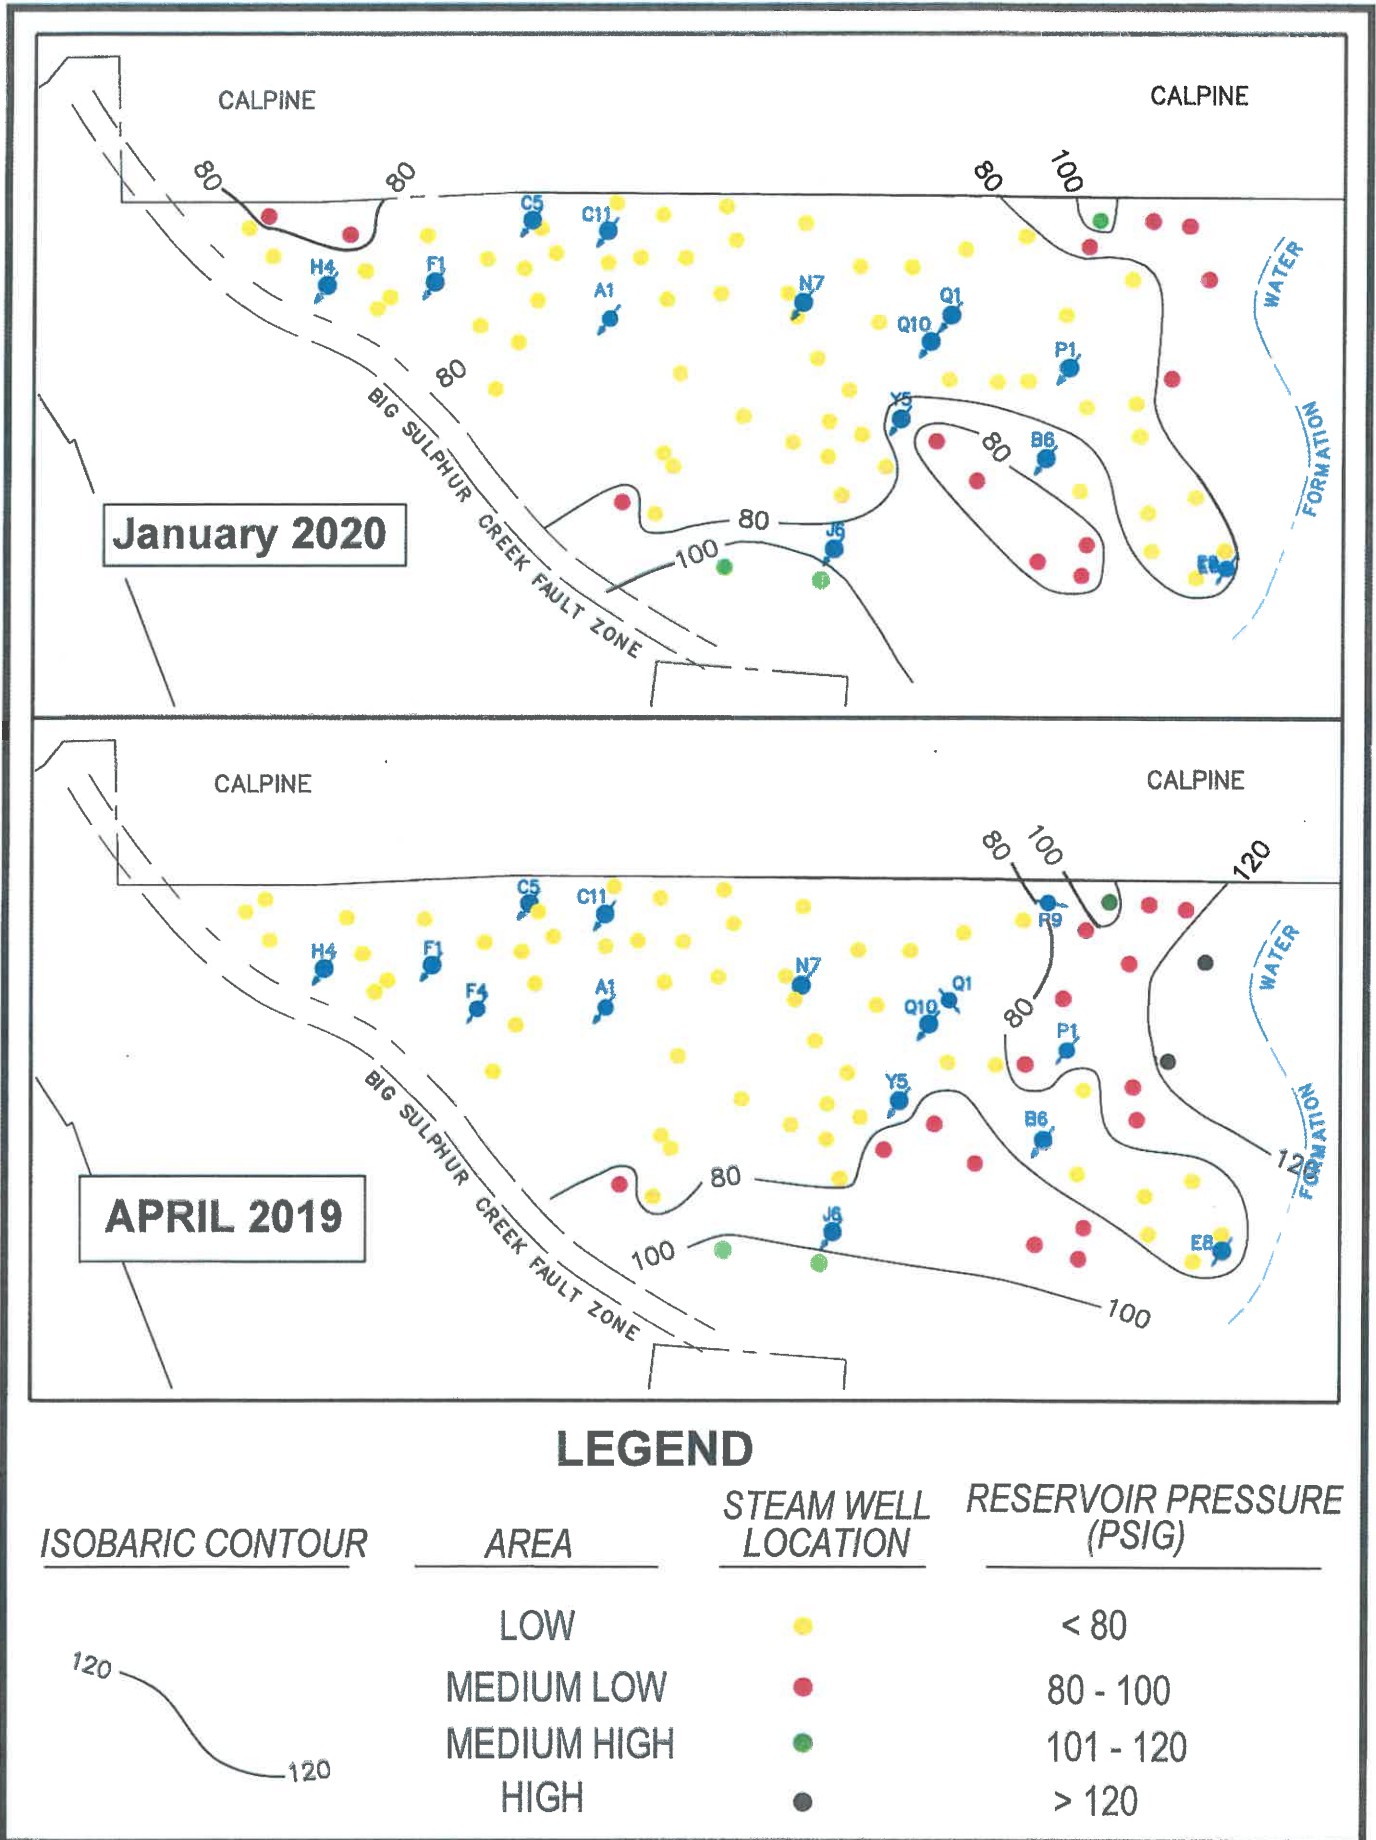 CALPINE
CALPINE
80
80
80
100
C5
C11
H4
F1
A1
N7
Q1
Q10
P1
WATER
FORMATION
80
Y5
80
B6
BIG SULPHUR CREEK FAULT ZONE
January 2020
80
100
J6
CALPINE
CALPINE
80
100
120
C5
C11
R9
H4
F1
F4
A1
N7
Q1
Q10
80
P1
WATER
FORMATION
Y5
B6
120
BIG SULPHUR CREEK FAULT ZONE
APRIL 2019
80
J6
100
100
LEGEND
ISOBARIC CONTOUR
AREA
STEAM WELL
LOCATION
RESERVOIR PRESSURE
(PSIG)
LOW
< 80
MEDIUM LOW
80 - 100
MEDIUM HIGH
101 - 120
HIGH
> 120
120
120